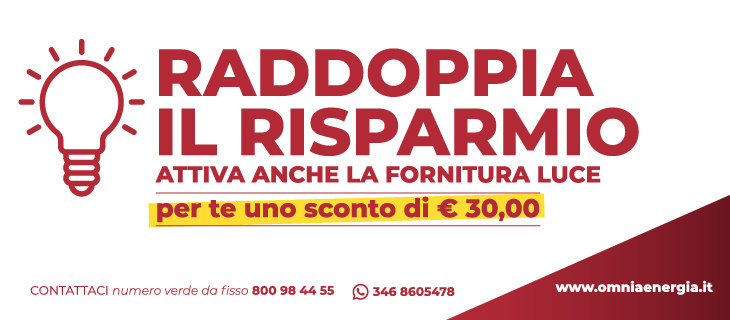 RADDOPPIA
IL RISPARMIO
ATTIVA ANCHE LA FORNITURA LUCE
per te uno sconto di € 30,00
CONTATTACI numero verde da fisso 800 98 44 55 346 8605478
www.omniaenergia.it